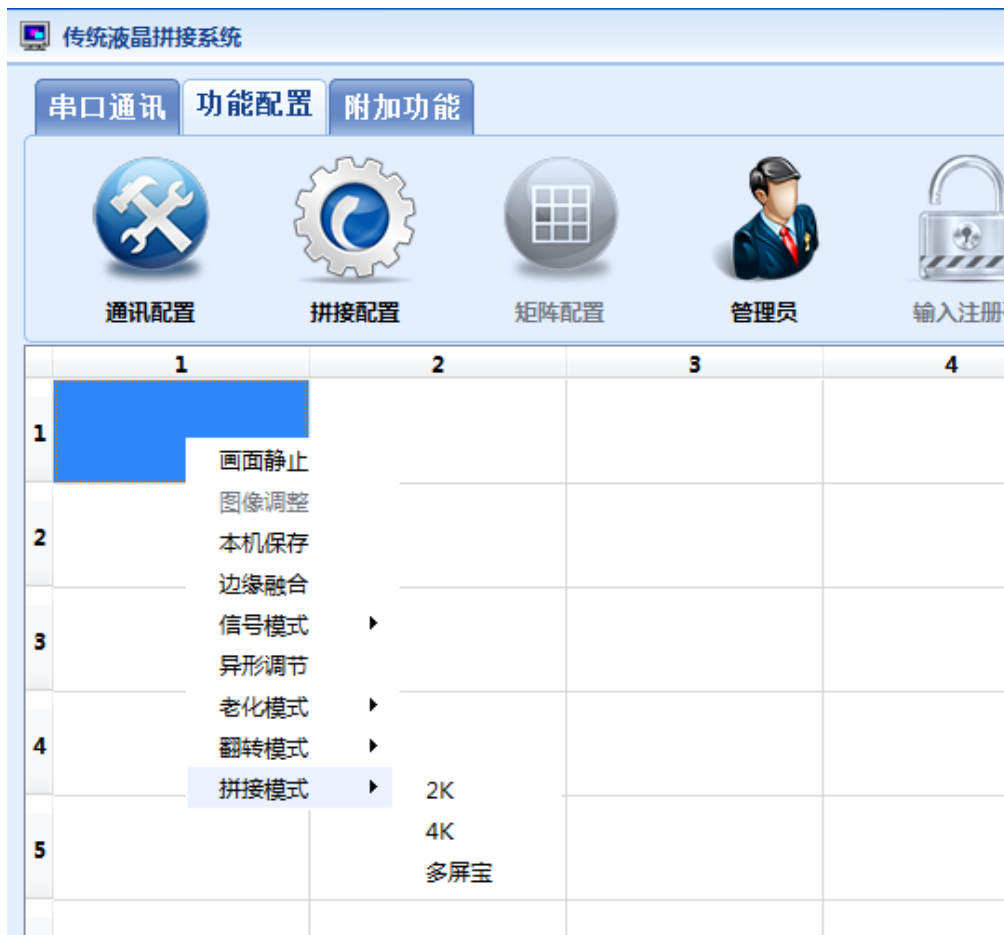 传统液晶拼接系统
串口通讯 功能配置 附加功能
通讯配置 拼接配置 矩阵配置 管理员 输入注册
1 2 3 4
1
画面静止
图像调整
2
本机保存
边缘融合
信号模式
3
异形调节
老化模式
4
翻转模式
拼接模式 2K
4K
5
多屏宝